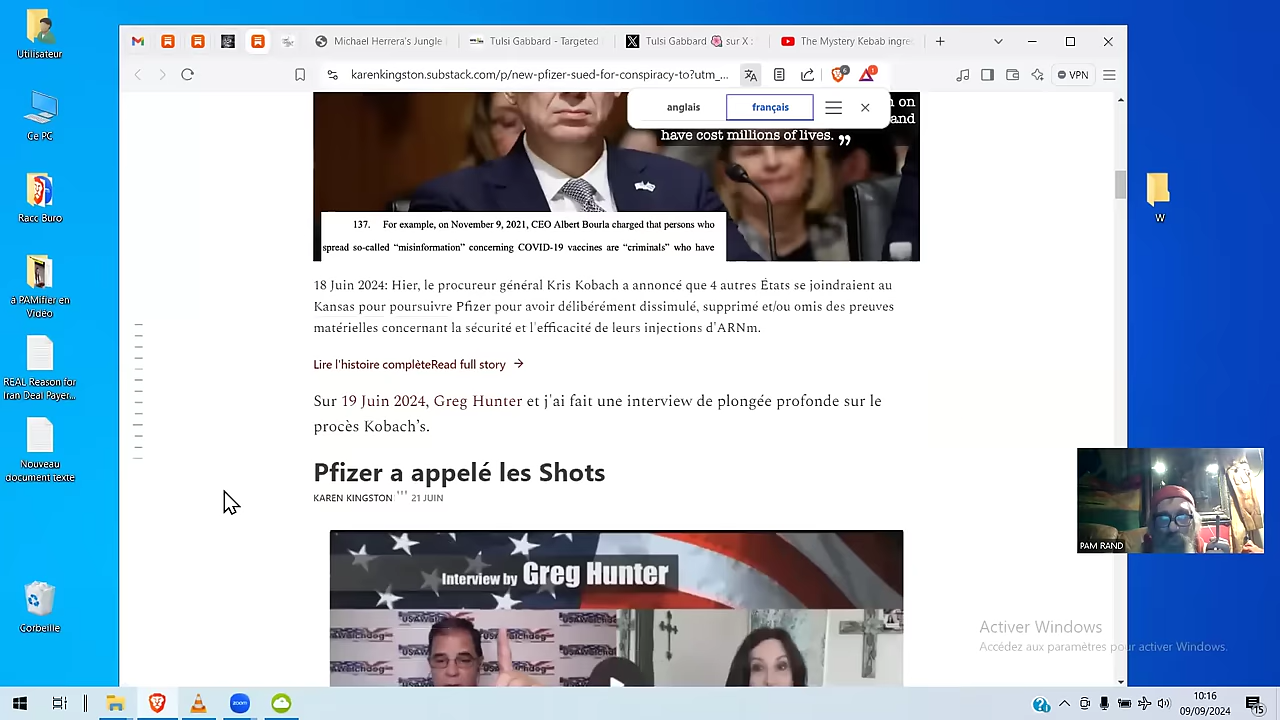 Michael Herrera's Jungle
Tulsi Gabbard - Targeted
Tulsi Gabbard 🌺 sur X
The Mystery Kebab ingre
karenkingston.substack.com/p/new-pfizer-sued-for-conspiracy-to?utm_...
6
1
VPN
anglais
français
on
and
have cost millions of lives. ”
137. For example, on November 9, 2021, CEO Albert Bourla charged that persons who
spread so-called “misinformation” concerning COVID-19 vaccines are “criminals” who have
18 Juin 2024: Hier, le procureur général Kris Kobach a annoncé que 4 autres États se joindraient au
Kansas pour poursuivre Pfizer pour avoir délibérément dissimulé, supprimé et/ou omis des preuves
matérielles concernant la sécurité et l'efficacité de leurs injections d'ARNm.
Lire l'histoire complèteRead full story →
Sur 19 Juin 2024, Greg Hunter et j'ai fait une interview de plongée profonde sur le
procès Kobach’s.
Pfizer a appelé les Shots
KAREN KINGSTON ''' 21 JUIN
Interview by Greg Hunter
Utilisateur
Ce PC
Racc Buro
à PAMifier en
Vidéo
REAL Reason for
Iran Deal Payer...
Nouveau
document texte
Corbeille
W
PAM RAND
Activer Windows
Accédez aux paramètres pour activer Windows.
zoom
10:16
09/09/2024
15